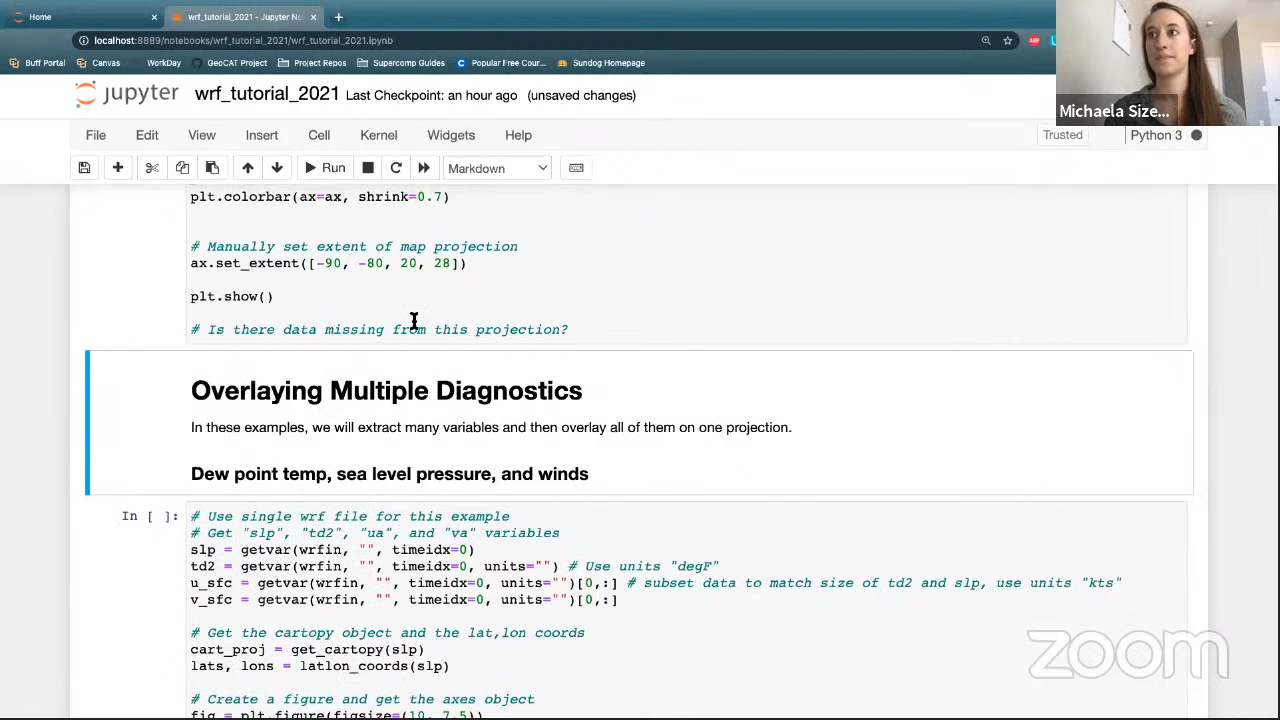 Home
wrf_tutorial_2021 - Jupyter No
localhost:8889/notebooks/wrf_tutorial_2021/wrf_tutorial_2021.ipynb
Buff Portal Canvas WorkDay GeoCAT Project Project Repos Supercomp Guides Popular Free Cour... Sundog Homepage
jupyter wrf_tutorial_2021 Last Checkpoint: an hour ago (unsaved changes)
Michaela Size...
File Edit View Insert Cell Kernel Widgets Help Trusted Python 3
Run Markdown
plt.colorbar(ax=ax, shrink=0.7)
# Manually set extent of map projection
ax.set_extent([-90, -80, 20, 28])
plt.show()
# Is there data missing from this projection?
Overlaying Multiple Diagnostics
In these examples, we will extract many variables and then overlay all of them on one projection.
Dew point temp, sea level pressure, and winds
In [ ]: # Use single wrf file for this example
# Get "slp", "td2", "ua", and "va" variables
slp = getvar(wrfin, "", timeidx=0)
td2 = getvar(wrfin, "", timeidx=0, units="") # Use units "degF"
u_sfc = getvar(wrfin, "", timeidx=0, units="")[0,:] # subset data to match size of td2 and slp, use units "kts"
v_sfc = getvar(wrfin, "", timeidx=0, units="")[0,:]
# Get the cartopy object and the lat,lon coords
cart_proj = get_cartopy(slp)
lats, lons = latlon_coords(slp)
# Create a figure and get the axes object
fig = plt.figure(figsize=(10, 7.5))
zoom